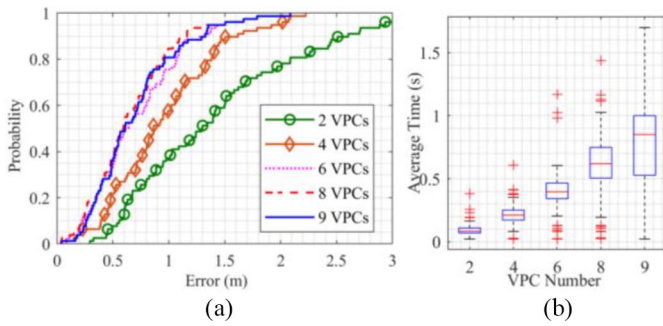 1
0.8
0.6
0.4
0.2
0
Probability
0 0.5 1 1.5 2 2.5 3
Error (m)
2 VPCs
4 VPCs
6 VPCs
8 VPCs
9 VPCs
(a)
1.5
1
0.5
0
Average Time (s)
2 4 6 8 9
VPC Number
(b)